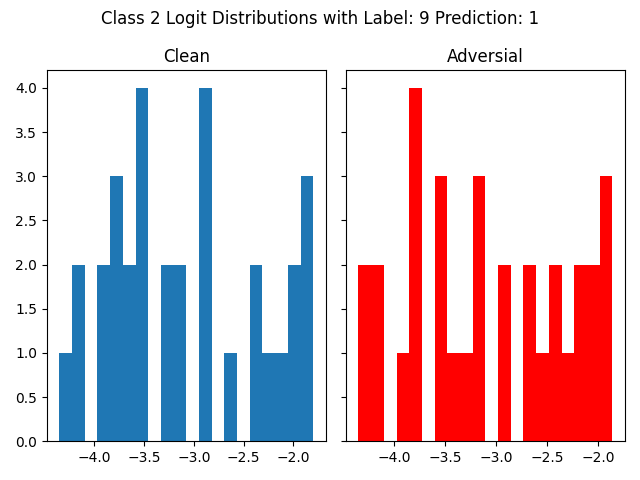 Class 2 Logit Distributions with Label: 9 Prediction: 1
Clean
Adversial
4.0
3.5
3.0
2.5
2.0
1.5
1.0
0.5
0.0
−4.0 −3.5 −3.0 −2.5 −2.0
−4.0 −3.5 −3.0 −2.5 −2.0